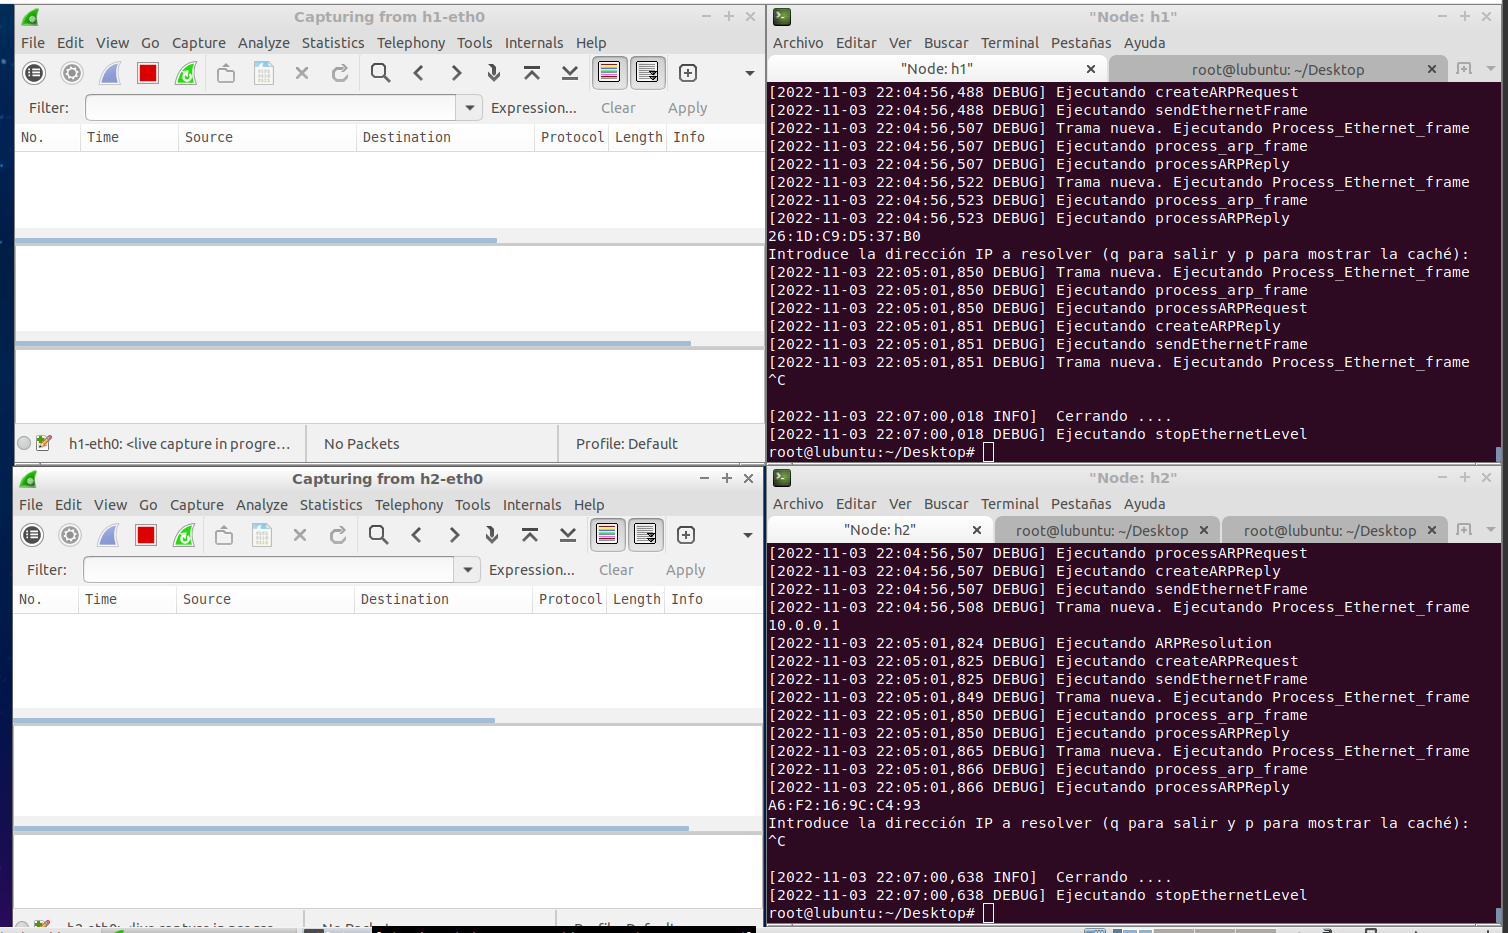 Capturing from h1-eth0
File Edit View Go Capture Analyze Statistics Telephony Tools Internals Help
Filter: Expression... Clear Apply
No. Time Source Destination Protocol Length Info
h1-eth0: <live capture in progre... No Packets Profile: Default
"Node: h1"
Archivo Editar Ver Buscar Terminal Pestañas Ayuda
"Node: h1" root@lubuntu: ~/Desktop
[2022-11-03 22:04:56,488 DEBUG] Ejecutando createARPRequest
[2022-11-03 22:04:56,488 DEBUG] Ejecutando sendEthernetFrame
[2022-11-03 22:04:56,507 DEBUG] Trama nueva. Ejecutando Process_Ethernet_frame
[2022-11-03 22:04:56,507 DEBUG] Ejecutando process_arp_frame
[2022-11-03 22:04:56,507 DEBUG] Ejecutando processARPReply
[2022-11-03 22:04:56,522 DEBUG] Trama nueva. Ejecutando Process_Ethernet_frame
[2022-11-03 22:04:56,523 DEBUG] Ejecutando process_arp_frame
[2022-11-03 22:04:56,523 DEBUG] Ejecutando processARPReply
26:1D:C9:D5:37:B0
Introduce la dirección IP a resolver (q para salir y p para mostrar la caché):
[2022-11-03 22:05:01,850 DEBUG] Trama nueva. Ejecutando Process_Ethernet_frame
[2022-11-03 22:05:01,850 DEBUG] Ejecutando process_arp_frame
[2022-11-03 22:05:01,850 DEBUG] Ejecutando processARPRequest
[2022-11-03 22:05:01,851 DEBUG] Ejecutando createARPReply
[2022-11-03 22:05:01,851 DEBUG] Ejecutando sendEthernetFrame
[2022-11-03 22:05:01,851 DEBUG] Trama nueva. Ejecutando Process_Ethernet_frame
^C
[2022-11-03 22:07:00,018 INFO] Cerrando ....
[2022-11-03 22:07:00,018 DEBUG] Ejecutando stopEthernetLevel
root@lubuntu:~/Desktop#
Capturing from h2-eth0
File Edit View Go Capture Analyze Statistics Telephony Tools Internals Help
Filter: Expression... Clear Apply
No. Time Source Destination Protocol Length Info
"Node: h2"
Archivo Editar Ver Buscar Terminal Pestañas Ayuda
"Node: h2" root@lubuntu: ~/Desktop root@lubuntu: ~/Desktop
[2022-11-03 22:04:56,507 DEBUG] Ejecutando processARPRequest
[2022-11-03 22:04:56,507 DEBUG] Ejecutando createARPReply
[2022-11-03 22:04:56,507 DEBUG] Ejecutando sendEthernetFrame
[2022-11-03 22:04:56,508 DEBUG] Trama nueva. Ejecutando Process_Ethernet_frame
10.0.0.1
[2022-11-03 22:05:01,824 DEBUG] Ejecutando ARPResolution
[2022-11-03 22:05:01,825 DEBUG] Ejecutando createARPRequest
[2022-11-03 22:05:01,825 DEBUG] Ejecutando sendEthernetFrame
[2022-11-03 22:05:01,849 DEBUG] Trama nueva. Ejecutando Process_Ethernet_frame
[2022-11-03 22:05:01,850 DEBUG] Ejecutando process_arp_frame
[2022-11-03 22:05:01,850 DEBUG] Ejecutando processARPReply
[2022-11-03 22:05:01,865 DEBUG] Trama nueva. Ejecutando Process_Ethernet_frame
[2022-11-03 22:05:01,866 DEBUG] Ejecutando process_arp_frame
[2022-11-03 22:05:01,866 DEBUG] Ejecutando processARPReply
A6:F2:16:9C:C4:93
Introduce la dirección IP a resolver (q para salir y p para mostrar la caché):
^C
[2022-11-03 22:07:00,638 INFO] Cerrando ....
[2022-11-03 22:07:00,638 DEBUG] Ejecutando stopEthernetLevel
root@lubuntu:~/Desktop#